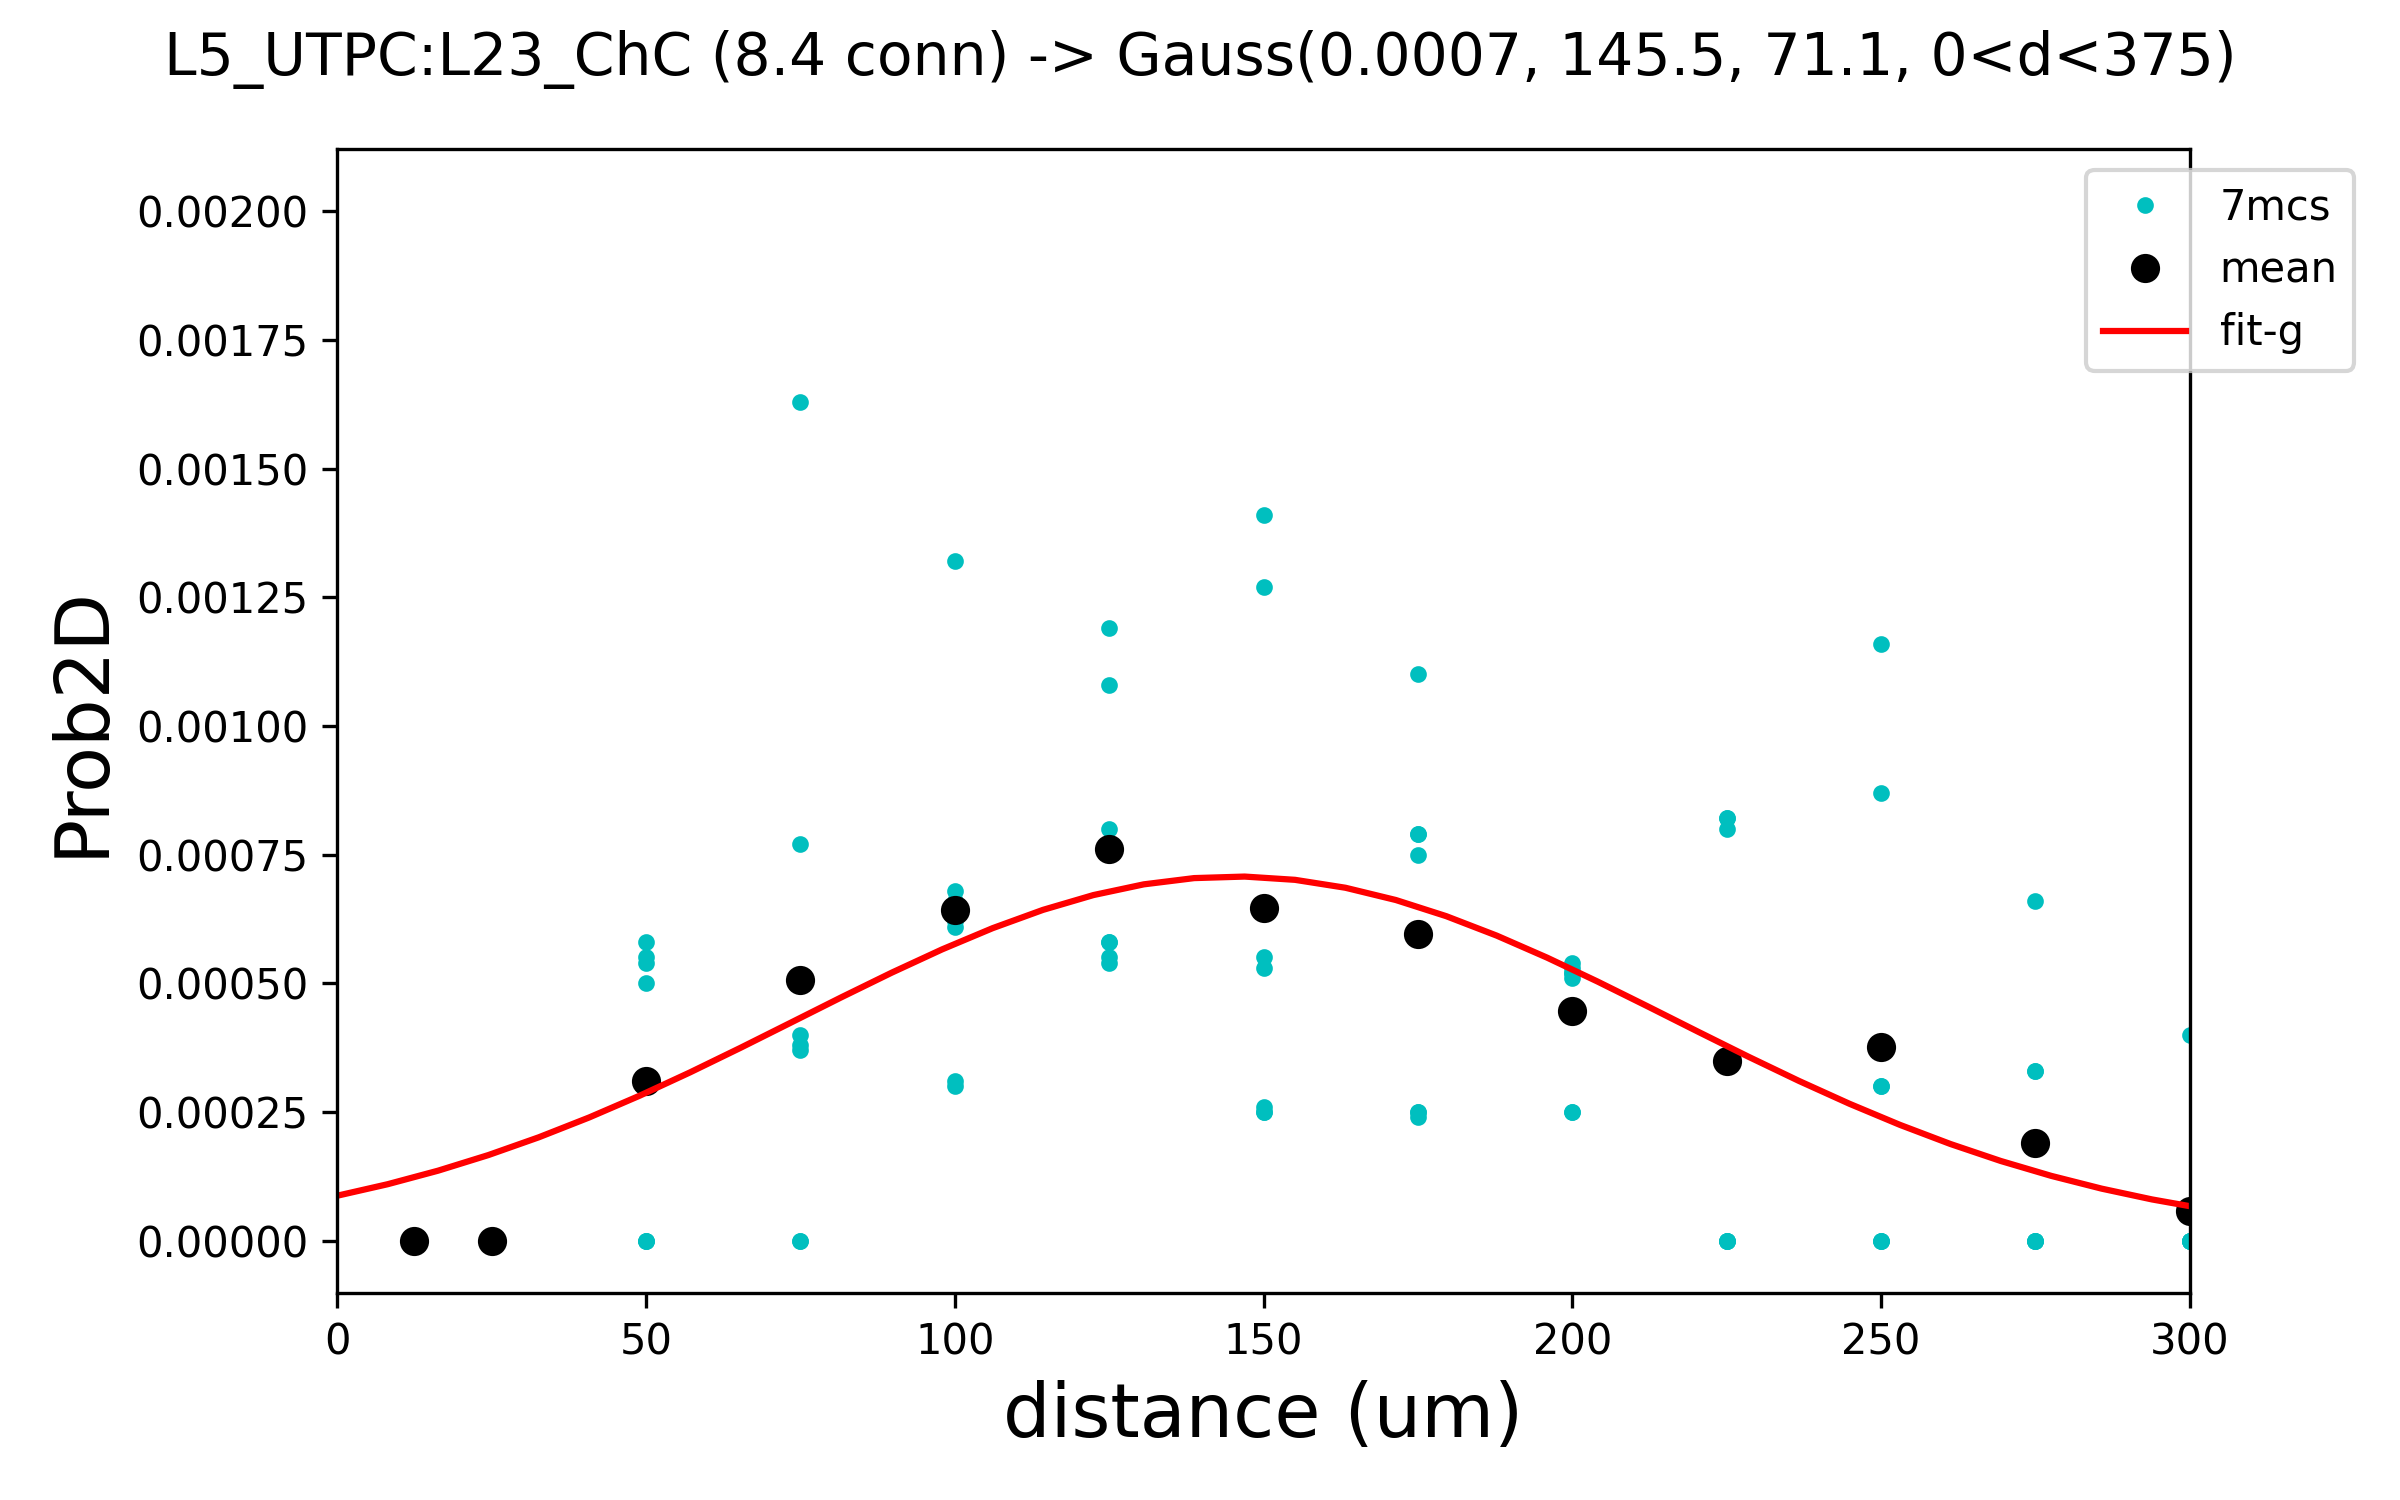 L5_UTPC:L23_ChC (8.4 conn) -> Gauss(0.0007, 145.5, 71.1, 0<d<375)
7mcs
mean
fit-g
Prob2D
0.00200
0.00175
0.00150
0.00125
0.00100
0.00075
0.00050
0.00025
0.00000
0 50 100 150 200 250 300
distance (um)